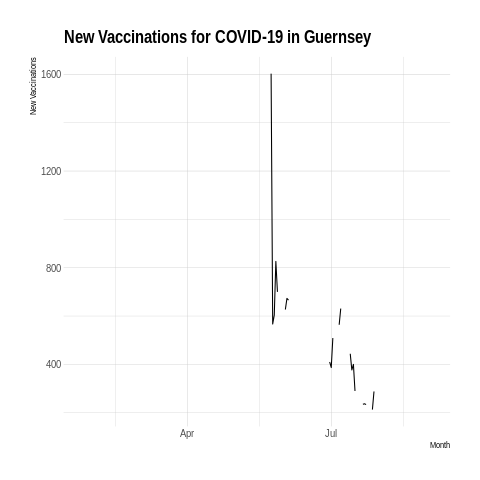 New Vaccinations for COVID-19 in Guernsey
New Vaccinations
1600
1200
800
400
Apr Jul
Month